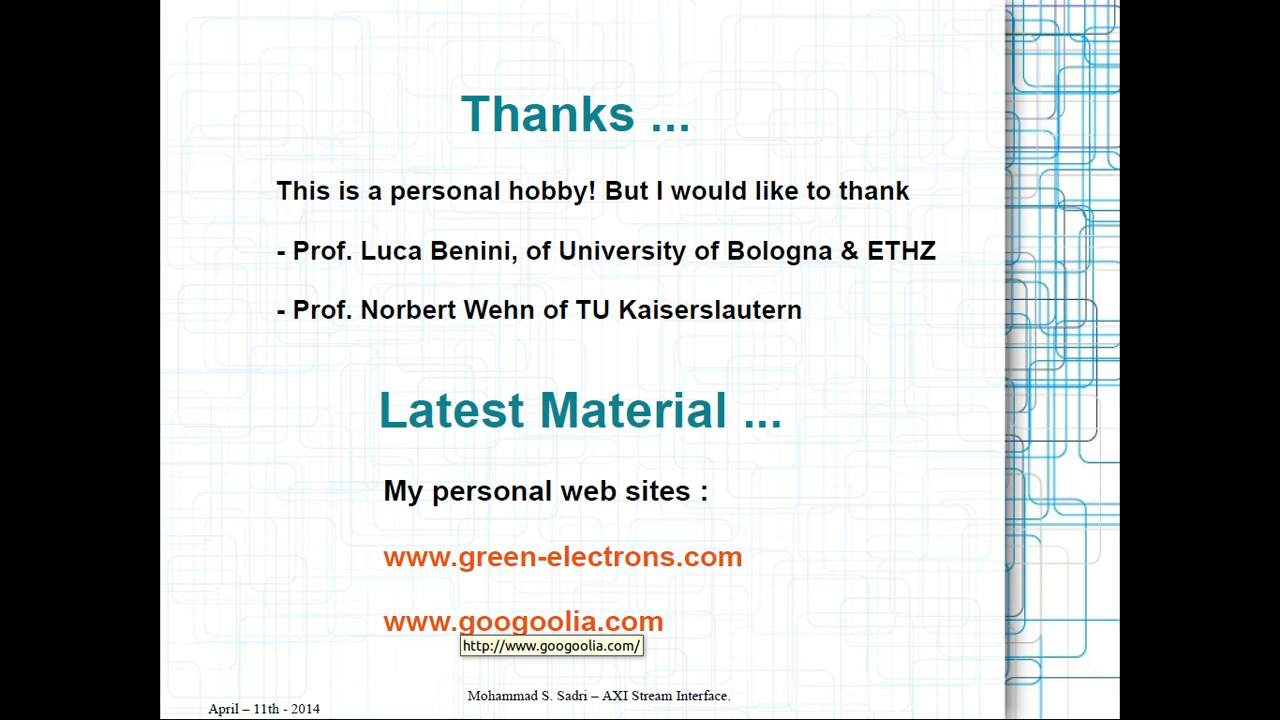 Thanks ...
This is a personal hobby! But I would like to thank
- Prof. Luca Benini, of University of Bologna & ETHZ
- Prof. Norbert Wehn of TU Kaiserslautern
Latest Material ...
My personal web sites :
www.green-electrons.com
www.googoolia.com
http://www.googoolia.com/
Mohammad S. Sadri – AXI Stream Interface.
April – 11th - 2014